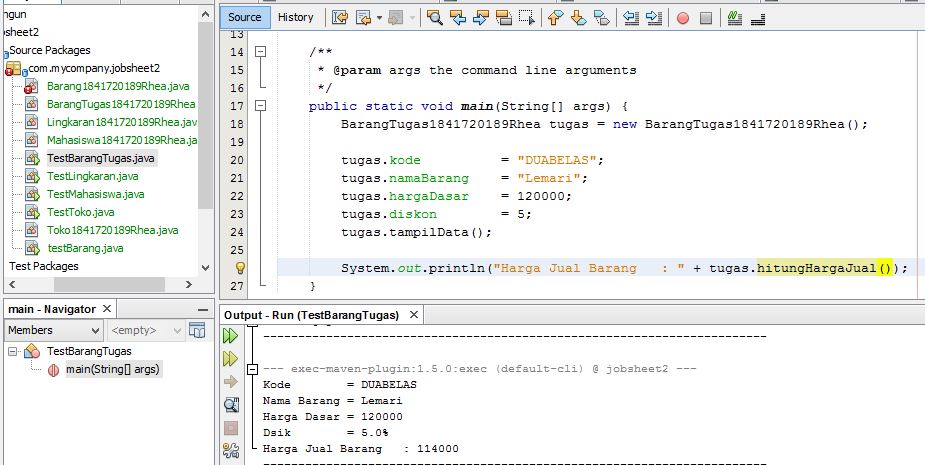 Source History
ngun
bsheet2
Source Packages
com.mycompany.jobsheet2
Barang1841720189Rhea.java
BarangTugas1841720189Rhea
Lingkaran1841720189Rhea.jav
Mahasiswa1841720189Rhea.jav
TestBarangTugas.java
TestLingkaran.java
TestMahasiswa.java
TestToko.java
Toko1841720189Rhea.java
testBarang.java
Test Packages
13
14 /**
15 * @param args the command line arguments
16 */
17 public static void main(String[] args) {
18 BarangTugas1841720189Rhea tugas = new BarangTugas1841720189Rhea();
19
20 tugas.kode = "DUABELAS";
21 tugas.namaBarang = "Lemari";
22 tugas.hargaDasar = 120000;
23 tugas.diskon = 5;
24 tugas.tampilData();
25
System.out.println("Harga Jual Barang : " + tugas.hitungHargaJual());
27 }
main - Navigator
Members <empty>
TestBarangTugas
main(String[] args)
Output - Run (TestBarangTugas)
------------------------------------------------------------------------
--- exec-maven-plugin:1.5.0:exec (default-cli) @ jobsheet2 ---
Kode = DUABELAS
Nama Barang = Lemari
Harga Dasar = 120000
Dsik = 5.0%
Harga Jual Barang : 114000
------------------------------------------------------------------------